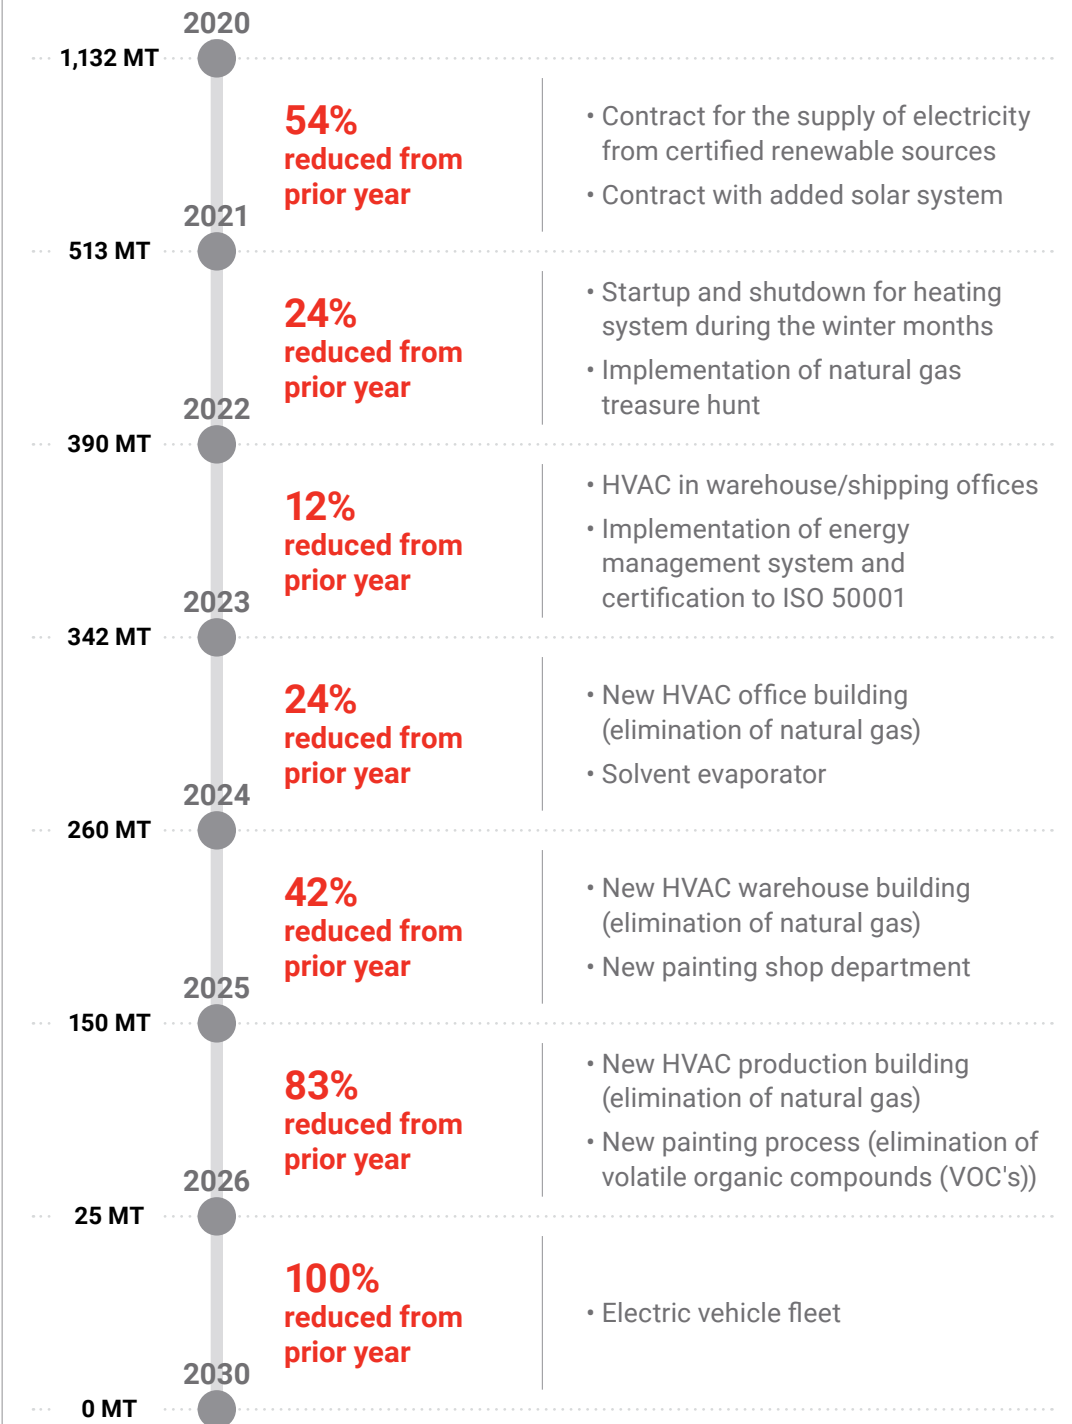 2020
1,132 MT
54%
reduced from
prior year
• Contract for the supply of electricity
from certified renewable sources
• Contract with added solar system
2021
513 MT
24%
reduced from
prior year
• Startup and shutdown for heating
system during the winter months
• Implementation of natural gas
treasure hunt
2022
390 MT
12%
reduced from
prior year
• HVAC in warehouse/shipping offices
• Implementation of energy
management system and
certification to ISO 50001
2023
342 MT
24%
reduced from
prior year
• New HVAC office building
(elimination of natural gas)
• Solvent evaporator
2024
260 MT
42%
reduced from
prior year
• New HVAC warehouse building
(elimination of natural gas)
• New painting shop department
2025
150 MT
83%
reduced from
prior year
• New HVAC production building
(elimination of natural gas)
• New painting process (elimination of
volatile organic compounds (VOC's))
2026
25 MT
100%
reduced from
prior year
• Electric vehicle fleet
2030
0 MT